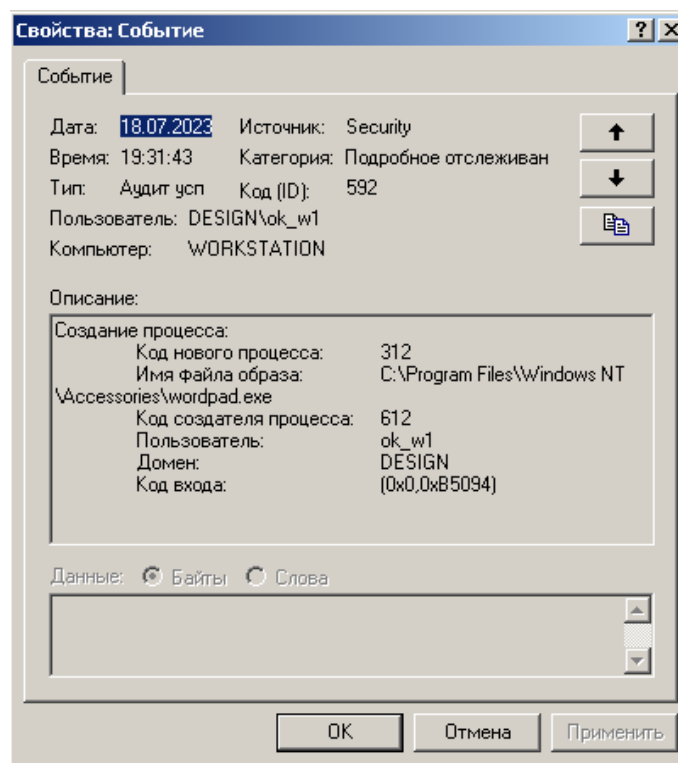 Свойства: Событие
Событие
Дата: 18.07.2023 Источник: Security
Время: 19:31:43 Категория: Подробное отслеживан
Тип: Аудит усп Код (ID): 592
Пользователь: DESIGN\ok_w1
Компьютер: WORKSTATION
Описание:
Создание процесса:
Код нового процесса: 312
Имя файла образа: C:\Program Files\Windows NT
\Accessories\wordpad.exe
Код создателя процесса: 612
Пользователь: ok_w1
Домен: DESIGN
Код входа: (0x0,0xB5094)
Данные: Байты Слова
OK Отмена Применить